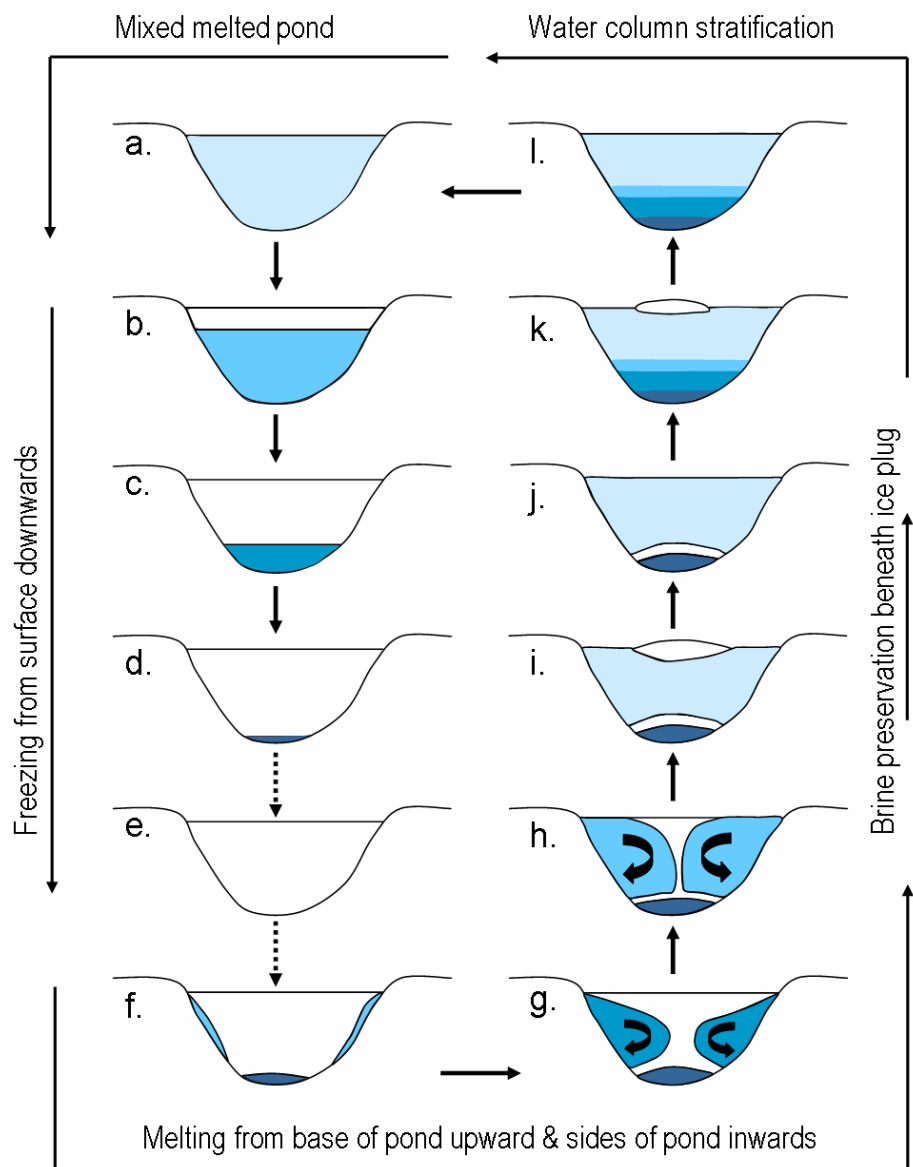 Mixed melted pond
Water column stratification
a.
l.
b.
k.
c.
j.
d.
i.
e.
h.
f.
g.
Freezing from surface downwards
Brine preservation beneath ice plug
Melting from base of pond upward & sides of pond inwards